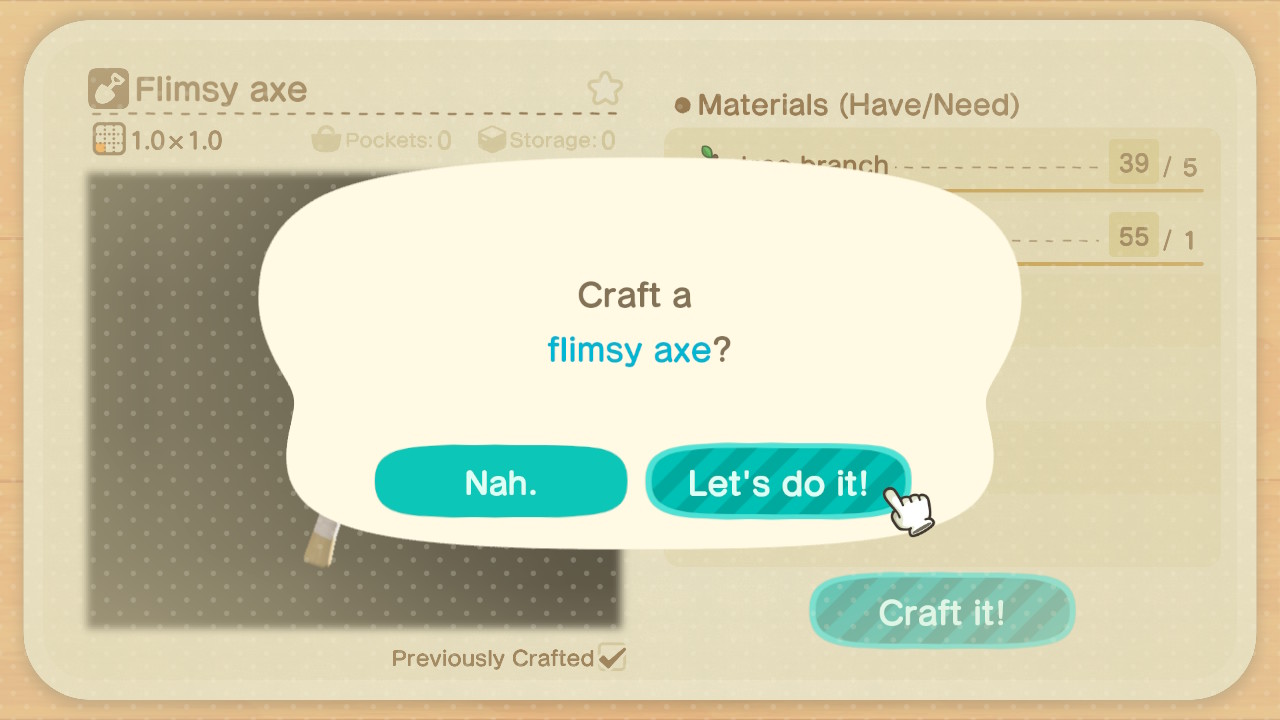 Flimsy axe
1.0×1.0
Pockets: 0
Storage: 0
Materials (Have/Need)
tree branch
39 / 5
55 / 1
Craft a
flimsy axe?
Nah.
Let's do it!
Craft it!
Previously Crafted